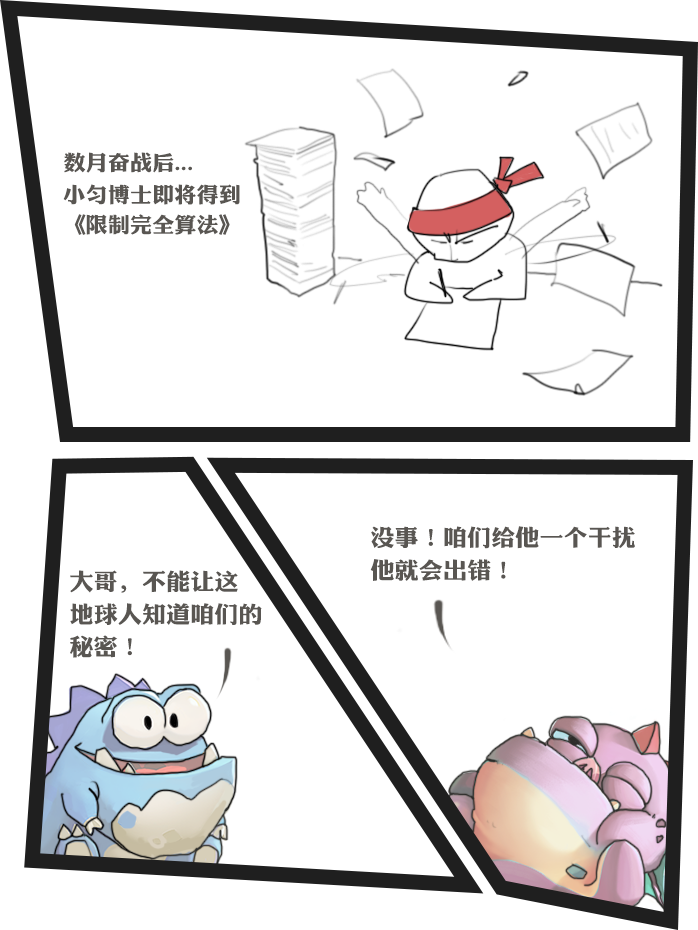 数月奋战后...
小匀博士即将得到
《限制完全算法》
大哥，不能让这
地球人知道咱们的
秘密！
没事！咱们给他一个干扰
他就会出错！